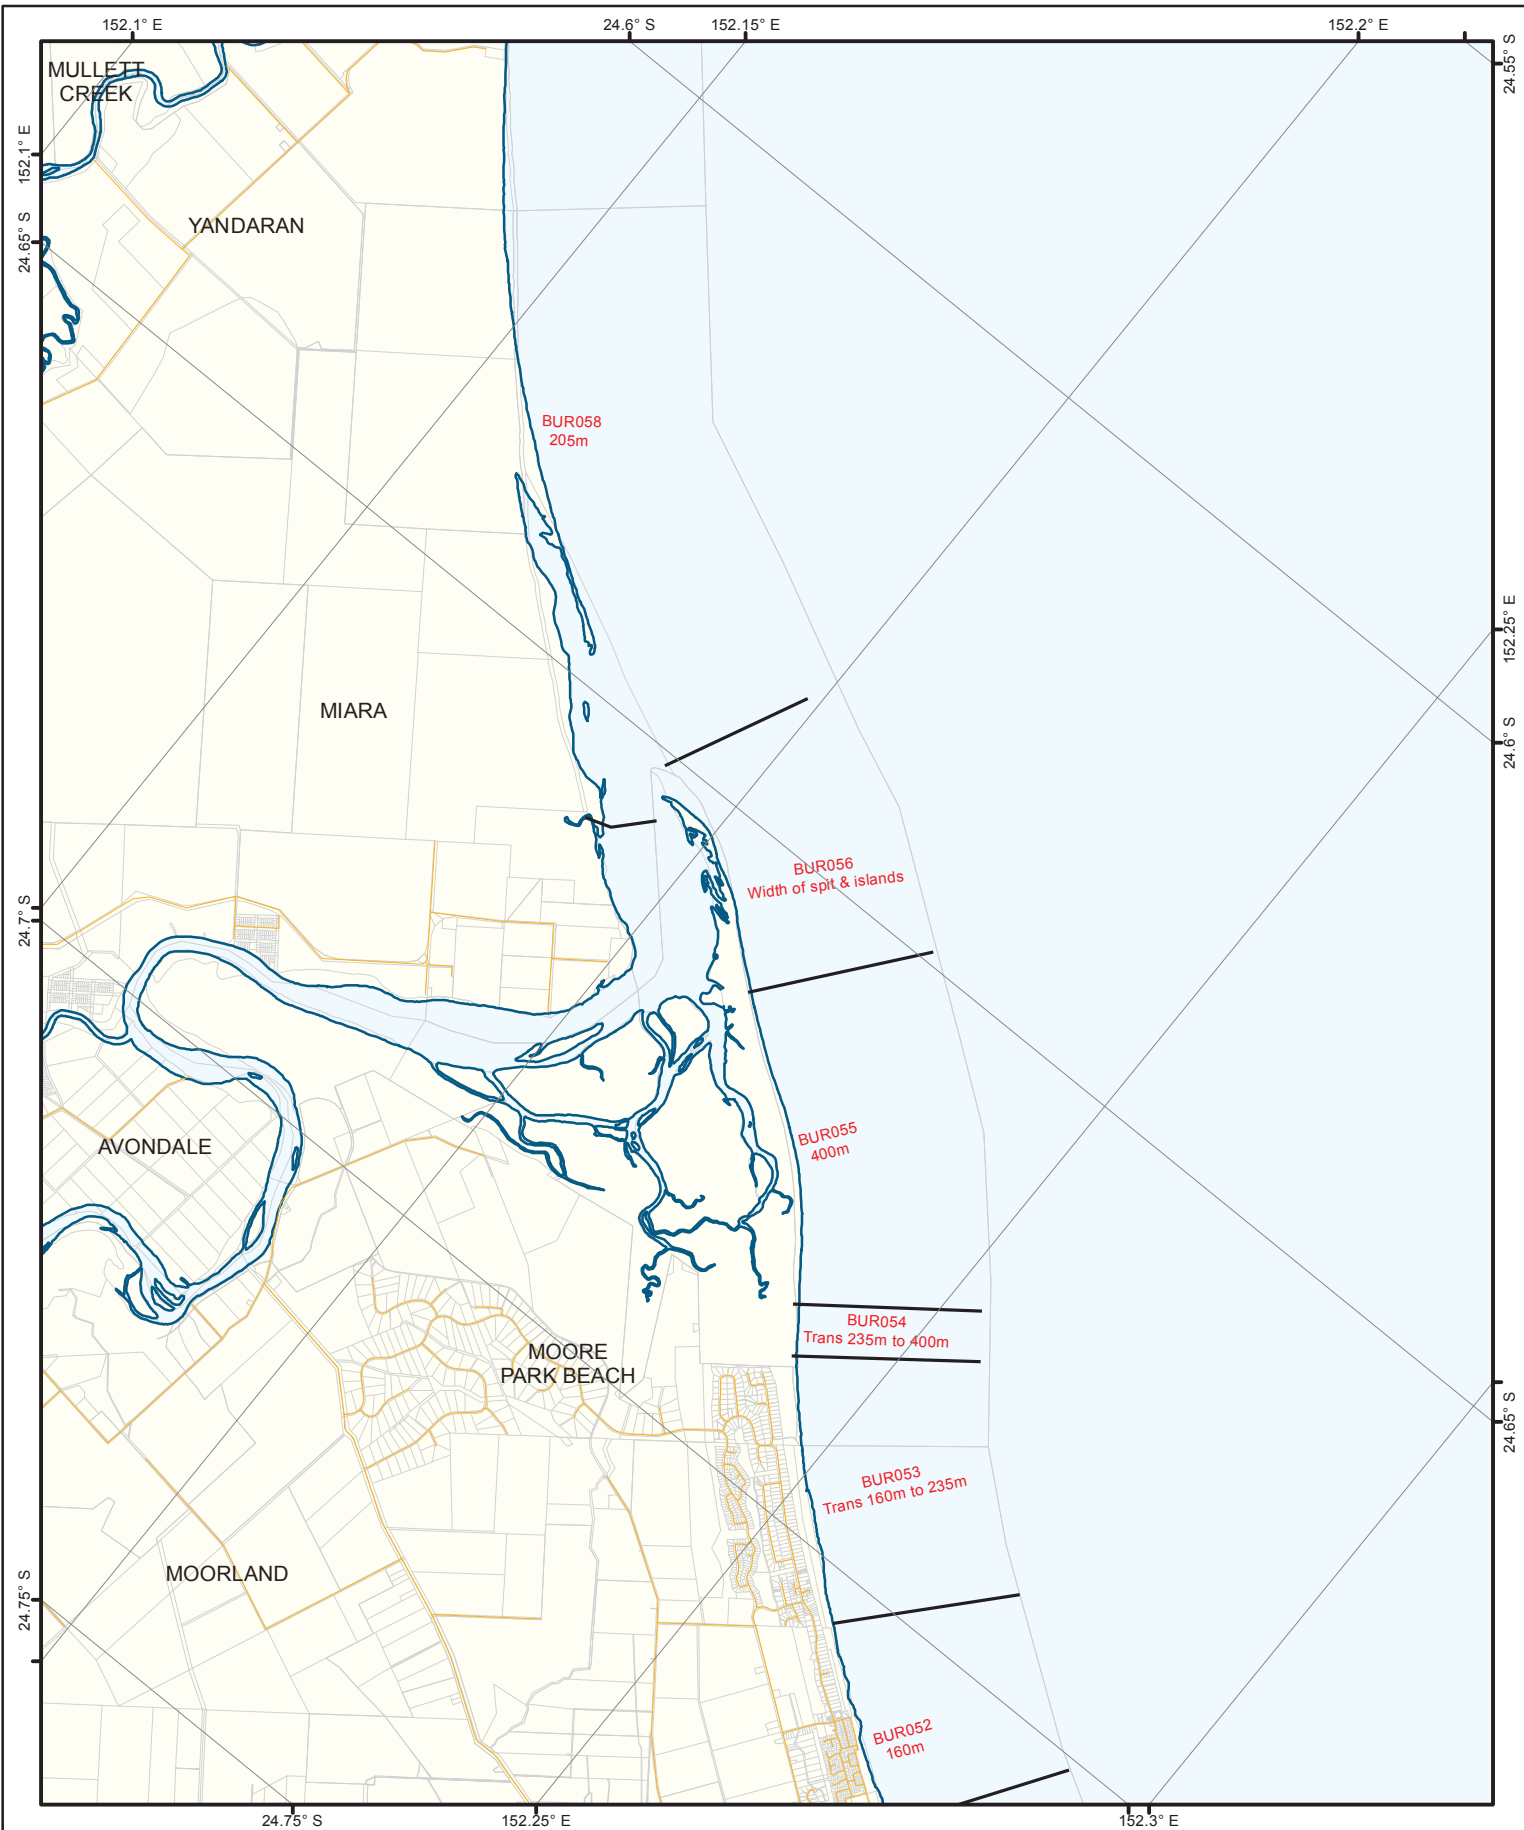 152.1° E
24.6° S
152.15° E
152.2° E
24.55° S
MULLETT
CREEK
152.1° E
YANDARAN
24.65° S
BUR058
205m
152.25° E
MIARA
24.6° S
BUR056
Width of spit & islands
24.7° S
BUR055
400m
AVONDALE
BUR054
Trans 235m to 400m
MOORE
PARK BEACH
24.65° S
BUR053
Trans 160m to 235m
MOORLAND
24.75° S
BUR052
160m
24.75° S
152.25° E
152.3° E